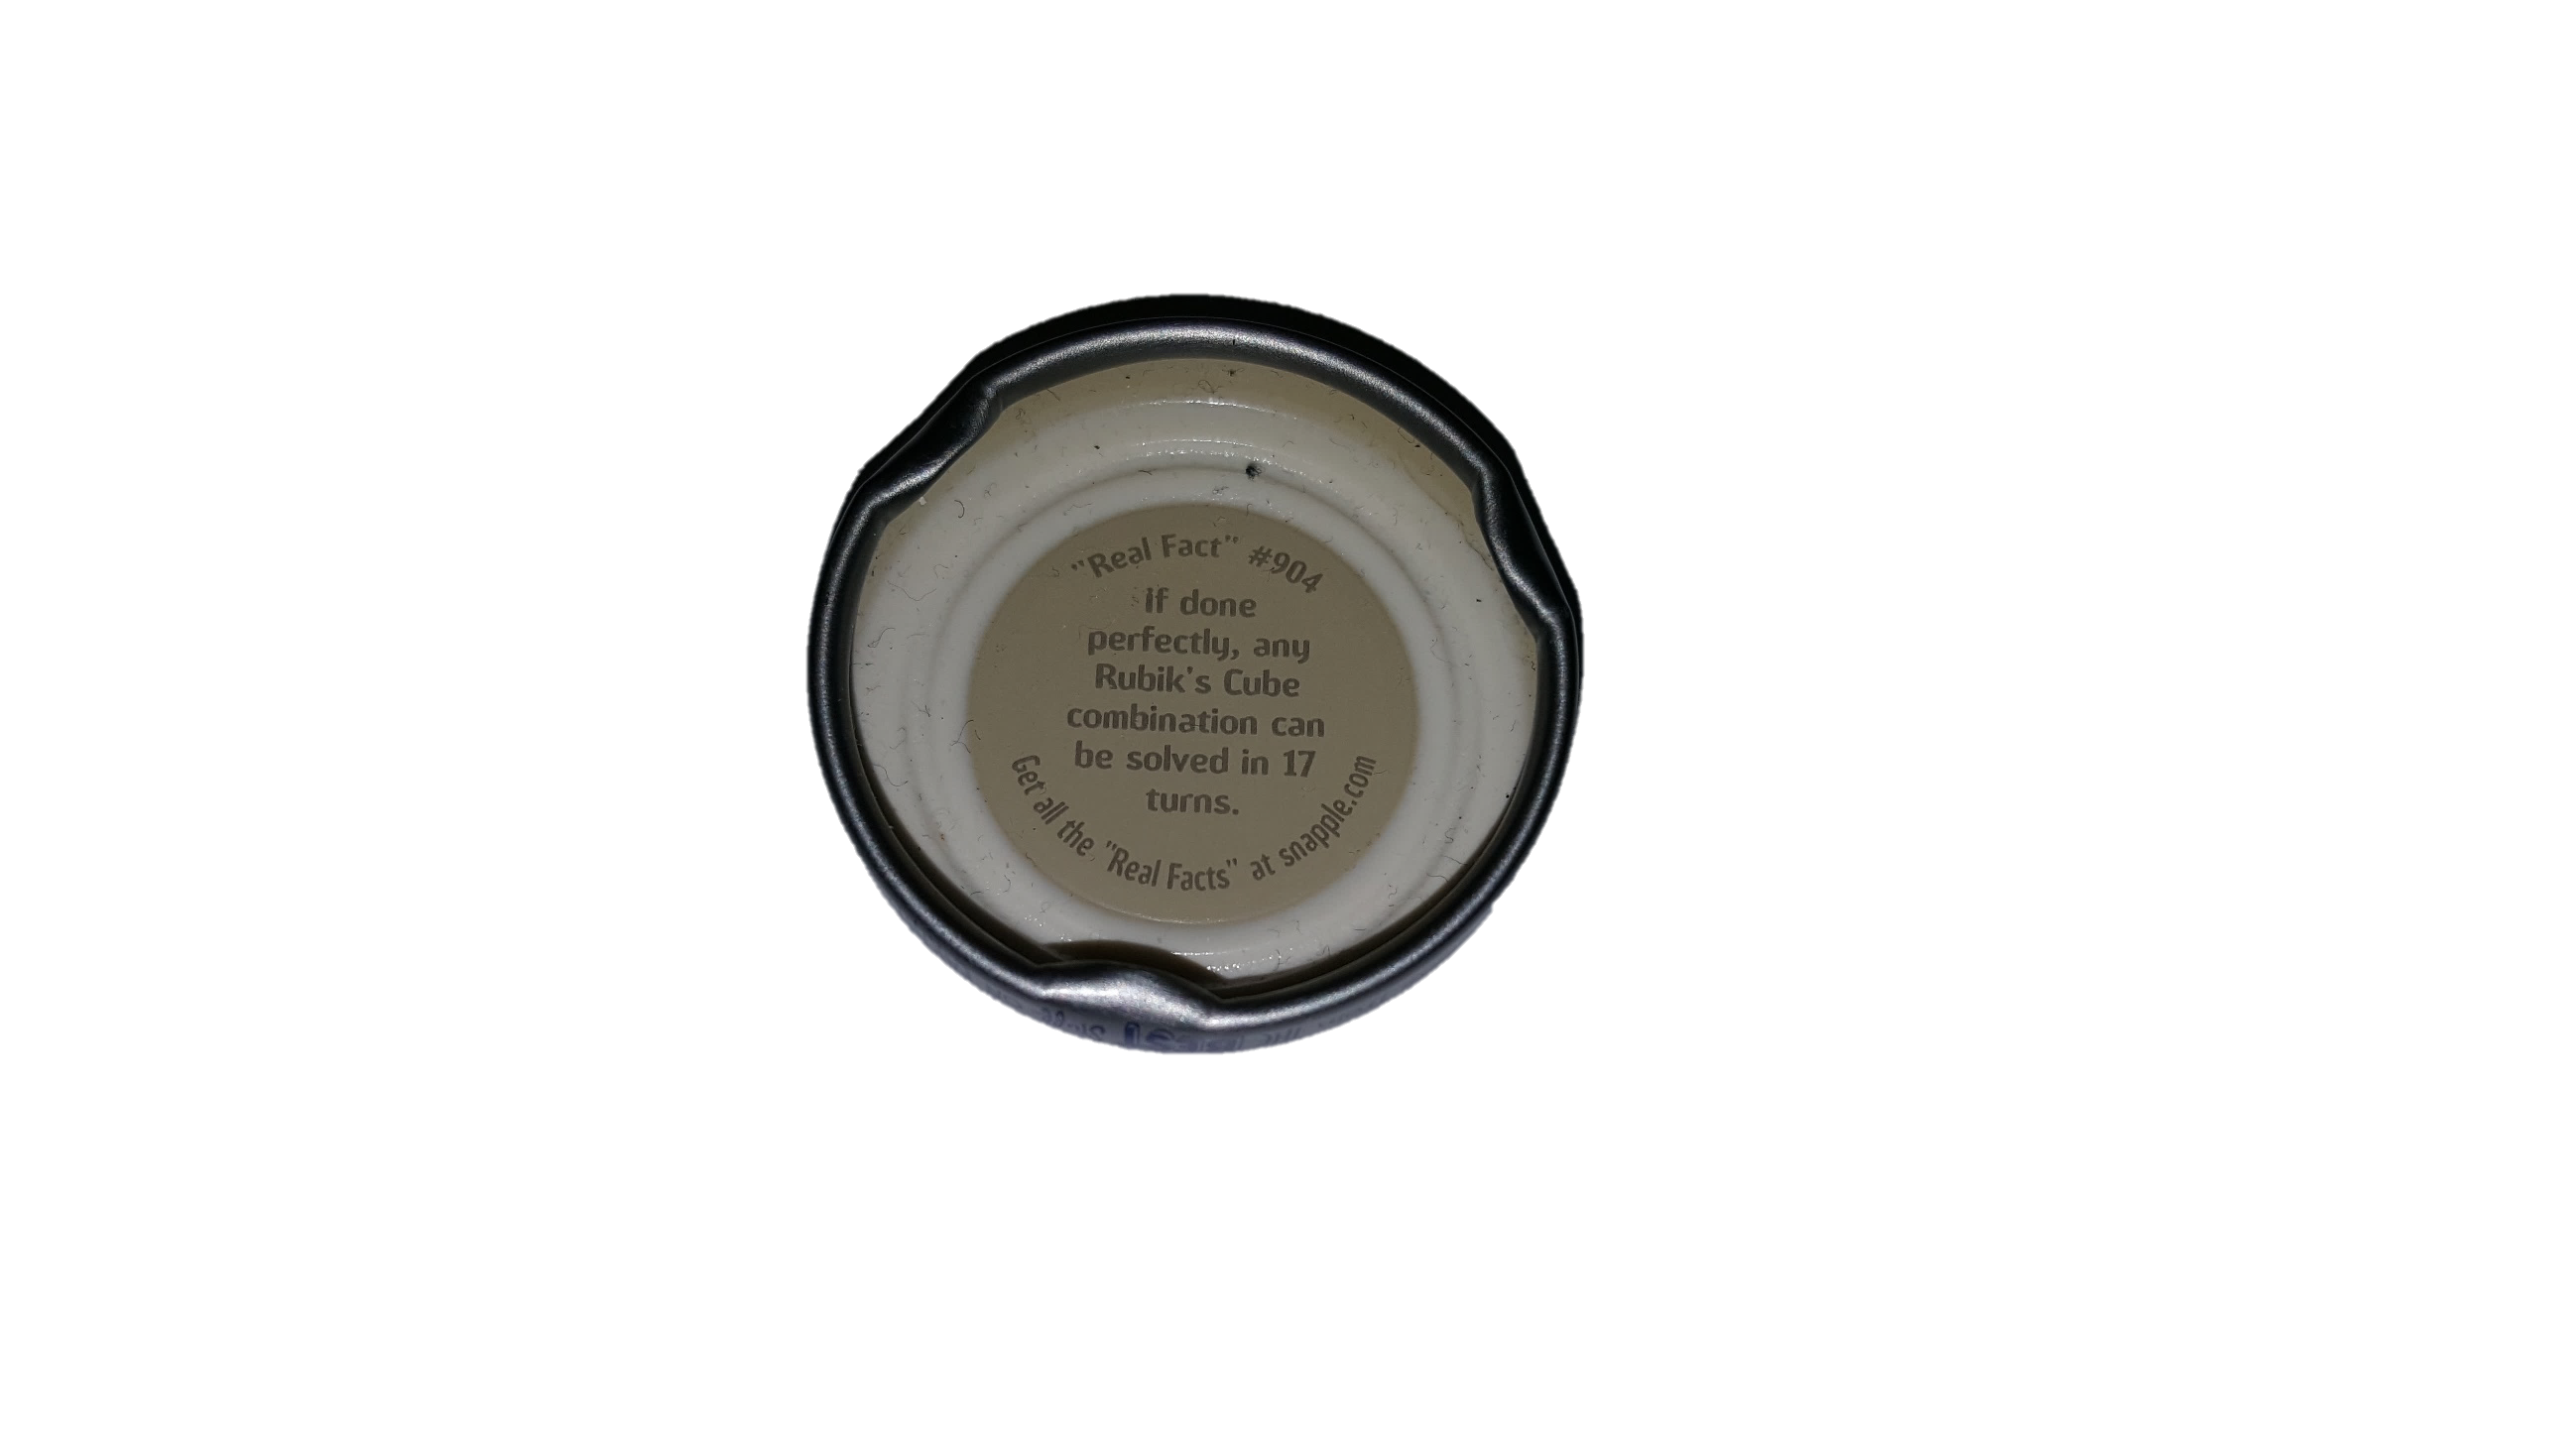 "Real Fact" #904
If done
perfectly, any
Rubik's Cube
combination can
be solved in 17
turns.
Get all the "Real Facts" at snapple.com